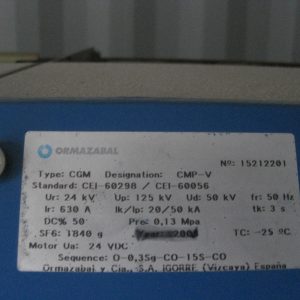 ORMAZABAL
Nº: 15212201
Type: CGM Designation: CMP-V
Standard: CEI-60298 / CEI-60056
Ur: 24 kV Up: 125 kV Ud: 50 kV fr: 50 Hz
Ir: 630 A Ik/Ip: 20/50 kA tk: 3 s
DC% 50 Pre: 0,13 Mpa
SF6: 1840 g TC: -25 ºC
Motor Ua: 24 VDC
Sequence: O-0,35g-CO-15S-CO
Ormazabal y Cia., S.A. IGORRE (Vizcaya) España